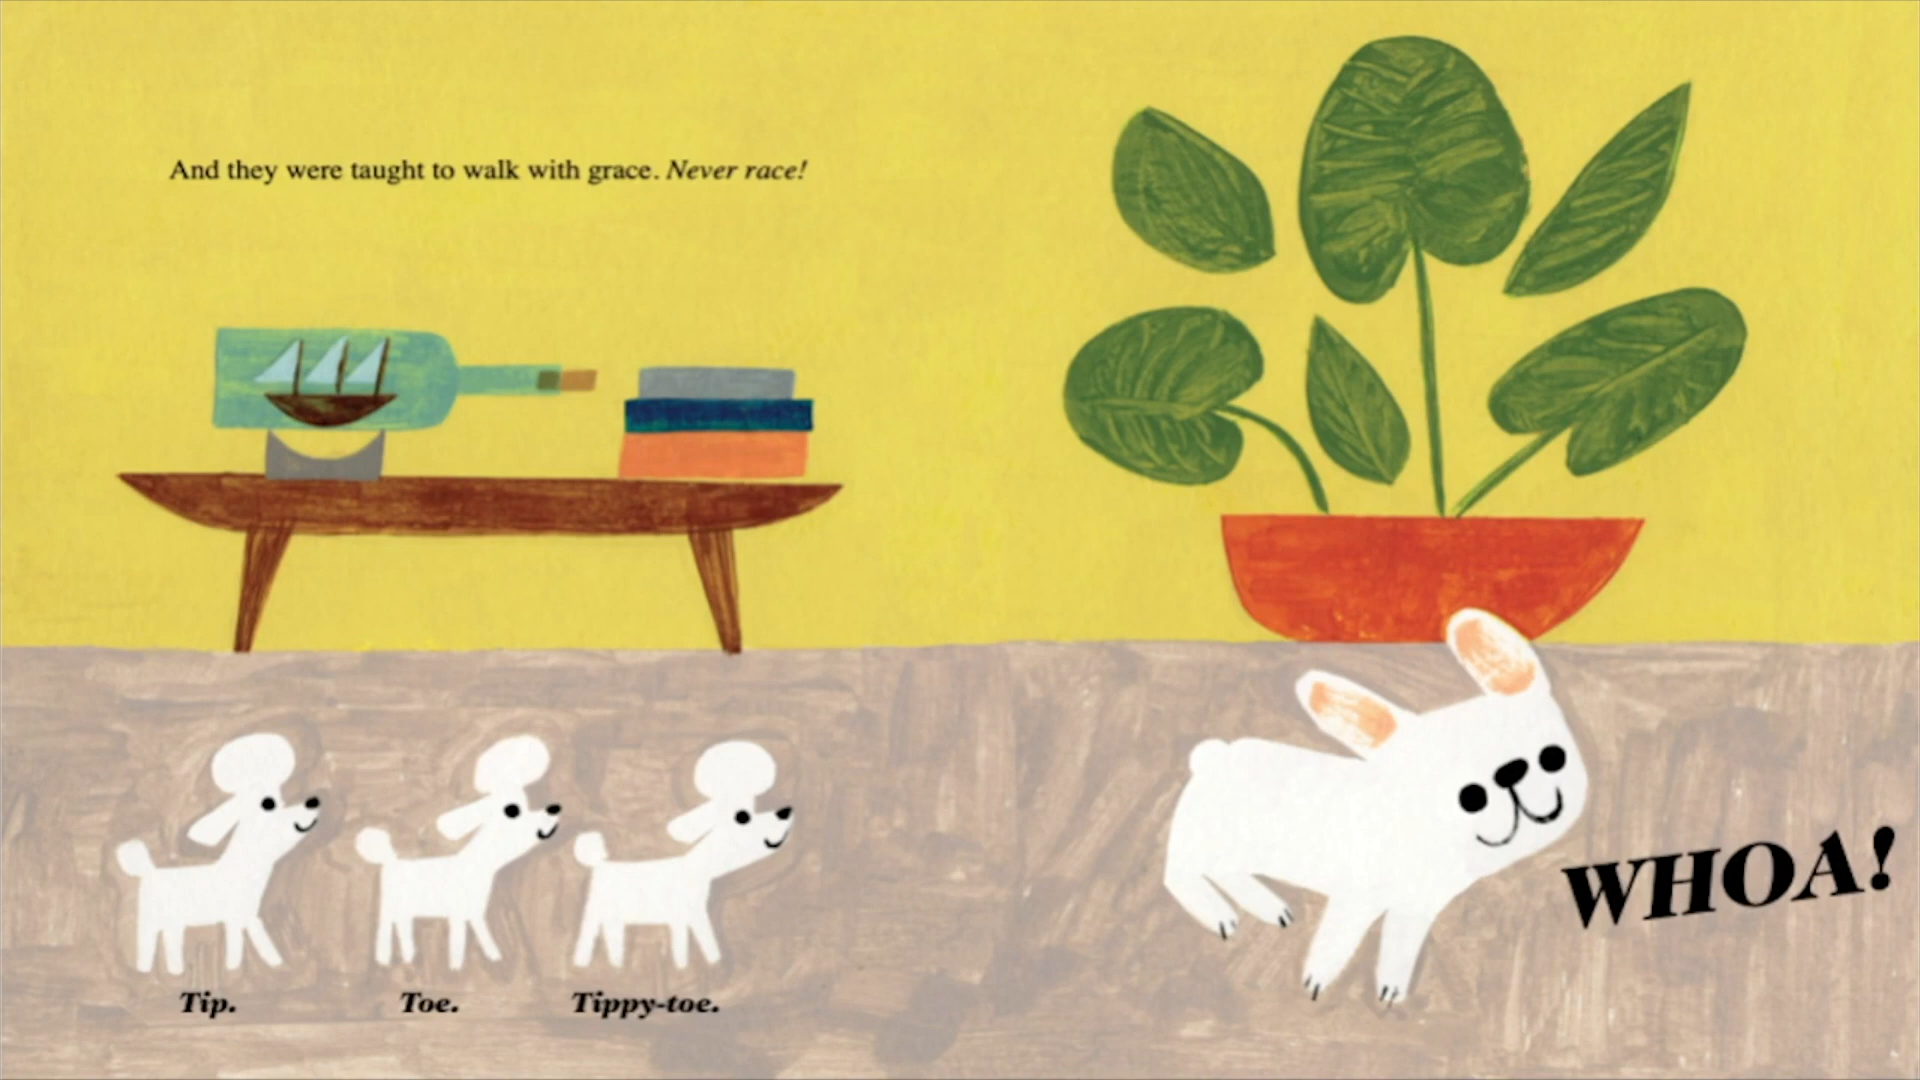 And they were taught to walk with grace. Never race!
Tip. Toe. Tippy-toe.
WHOA!